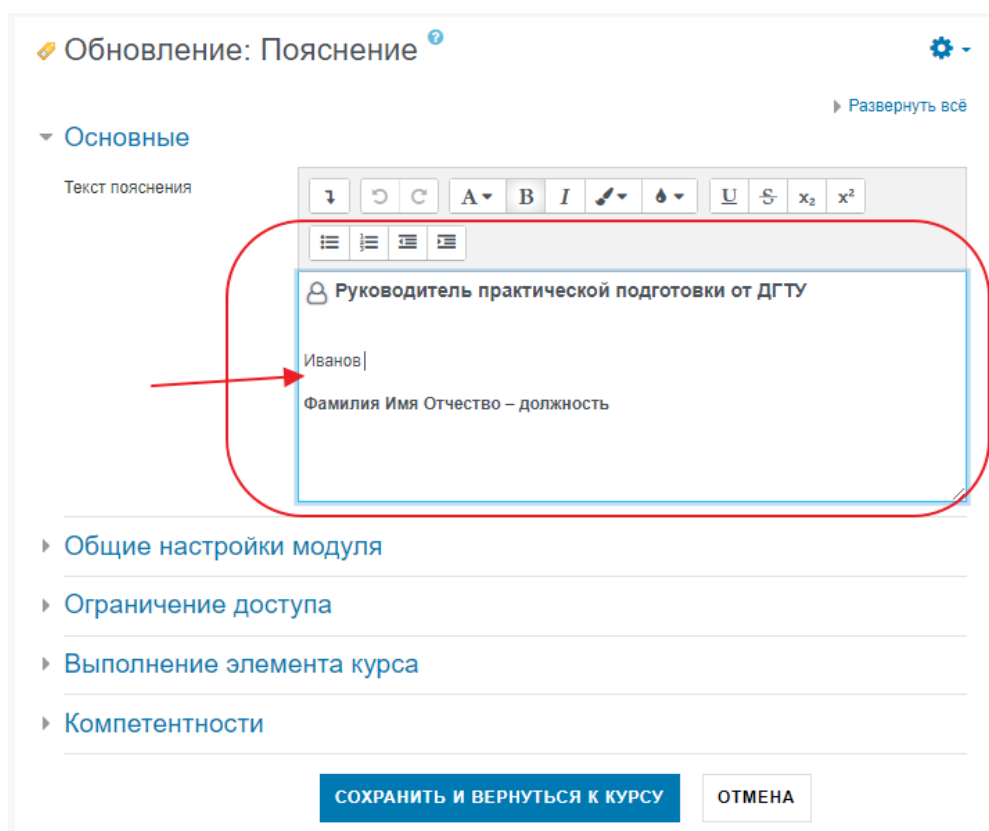 Обновление: Пояснение
Развернуть всё
Основные
Текст пояснения
A B I U S x₂ x²
Руководитель практической подготовки от ДГТУ
Иванов
Фамилия Имя Отчество – должность
Общие настройки модуля
Ограничение доступа
Выполнение элемента курса
Компетентности
СОХРАНИТЬ И ВЕРНУТЬСЯ К КУРСУ ОТМЕНА